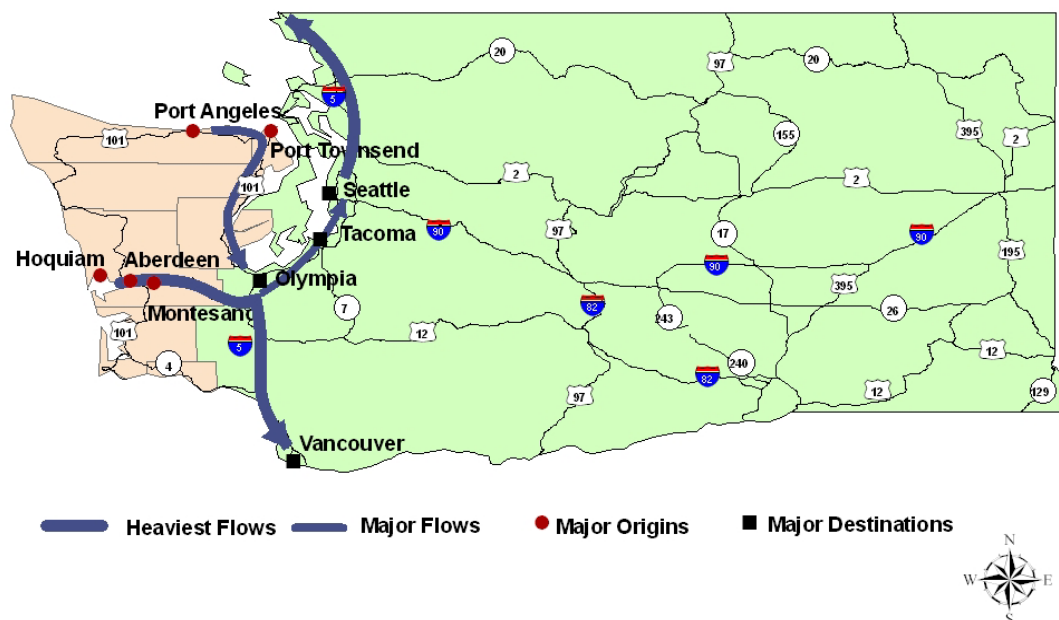 20
97
20
5
Port Angeles
101
155
395
2
Port Townsend
2
2
101
Seattle
90
97
17
90
Tacoma
195
Hoquiam
Aberdeen
90
Olympia
395
Montesano
7
82
26
243
101
12
5
12
4
240
82
97
12
129
Vancouver
Heaviest Flows
Major Flows
Major Origins
Major Destinations
N
W
E
S